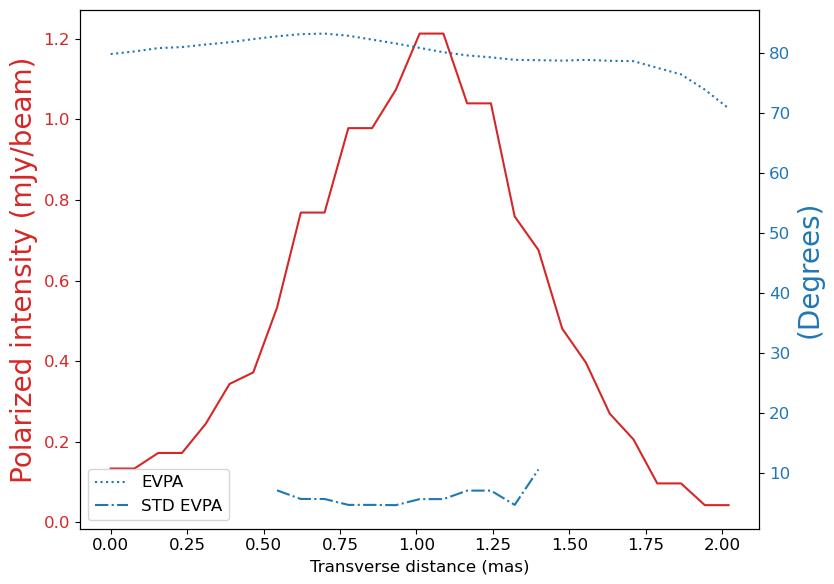 Polarized intensity (mJy/beam)
1.2
1.0
0.8
0.6
0.4
0.2
0.0
80
70
60
50
40
30
20
10
(Degrees)
EVPA
STD EVPA
0.00 0.25 0.50 0.75 1.00 1.25 1.50 1.75 2.00
Transverse distance (mas)